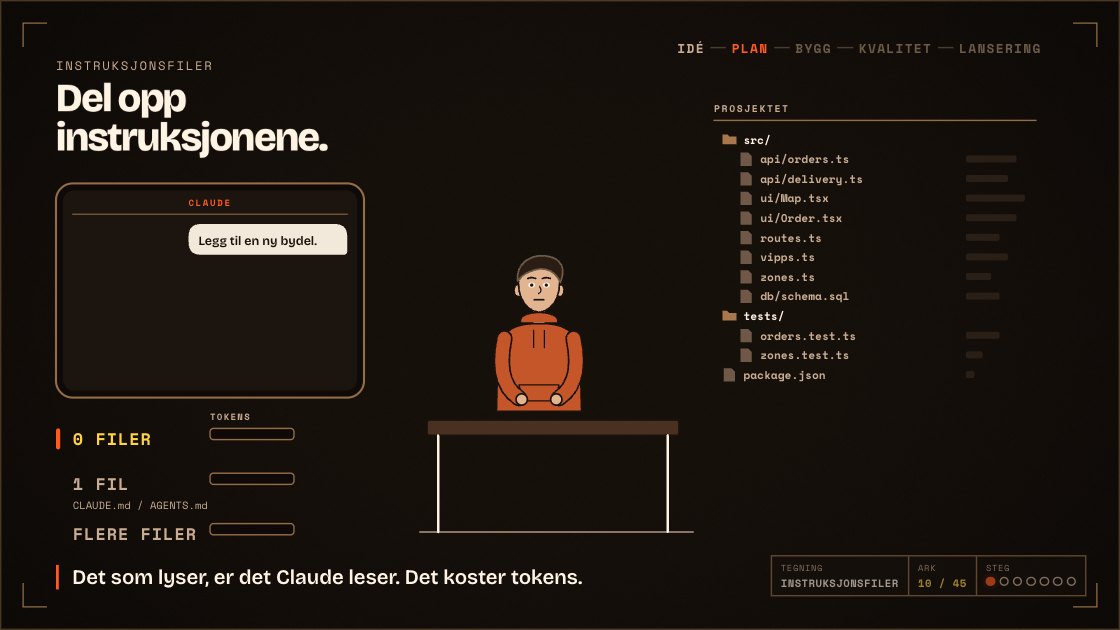 INSTRUKSJONSFILER
Del opp
instruksjonene.
IDÉ — PLAN — BYGG — KVALITET — LANSERING
CLAUDE
Legg til en ny bydel.
TOKENS
0 FILER
1 FIL
CLAUDE.md / AGENTS.md
FLERE FILER
PROSJEKTET
src/
api/orders.ts
api/delivery.ts
ui/Map.tsx
ui/Order.tsx
routes.ts
vipps.ts
zones.ts
db/schema.sql
tests/
orders.test.ts
zones.test.ts
package.json
Det som lyser, er det Claude leser. Det koster tokens.
TEGNING
INSTRUKSJONSFILER
ARK
10 / 45
STEG